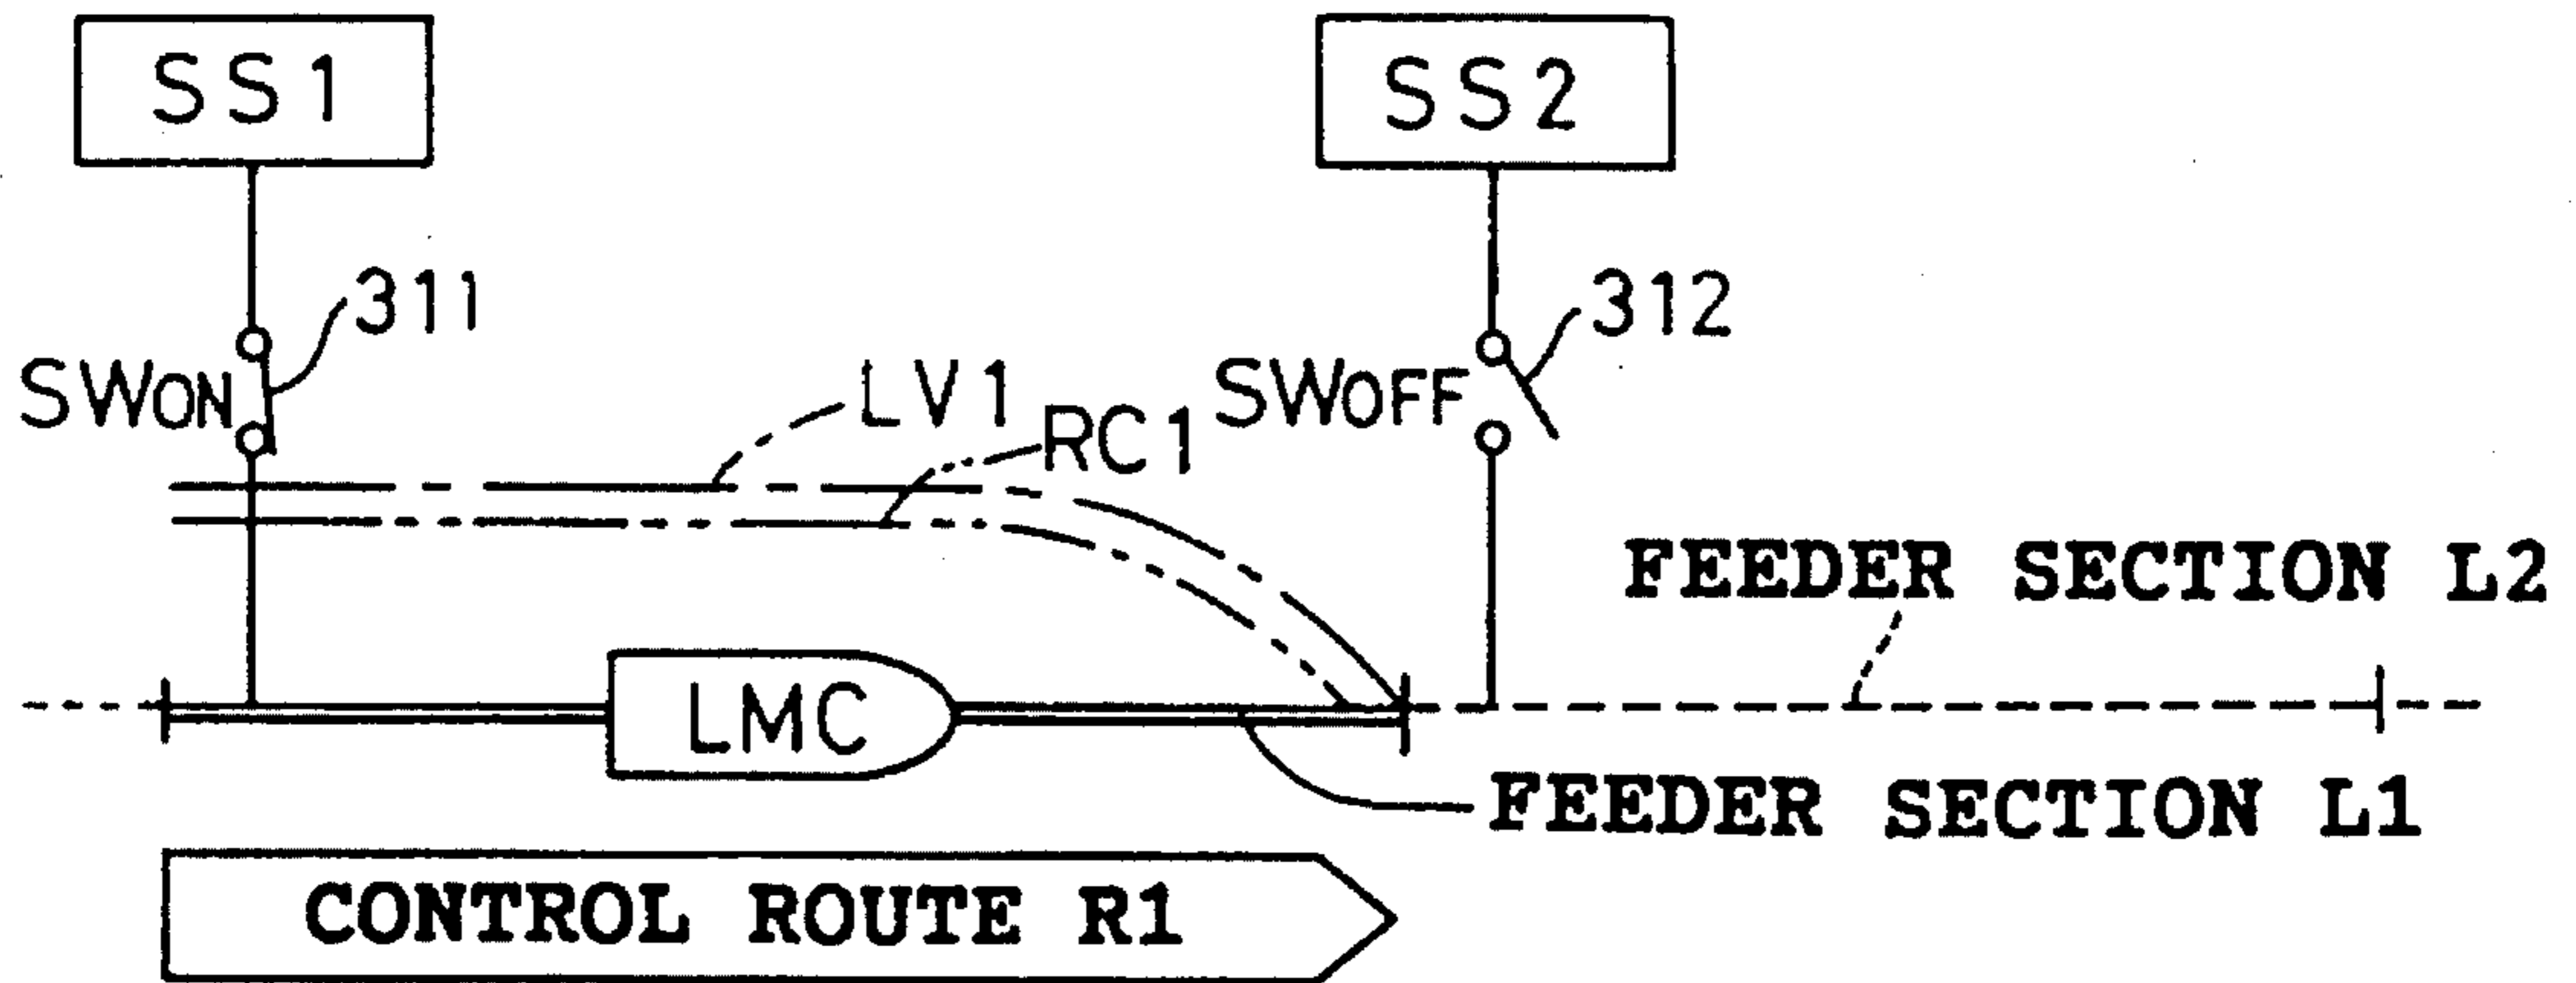 SS1
SS2
311
312
SWON
LV1
SWOFF
RC1
FEEDER SECTION L2
LMC
FEEDER SECTION L1
CONTROL ROUTE R1